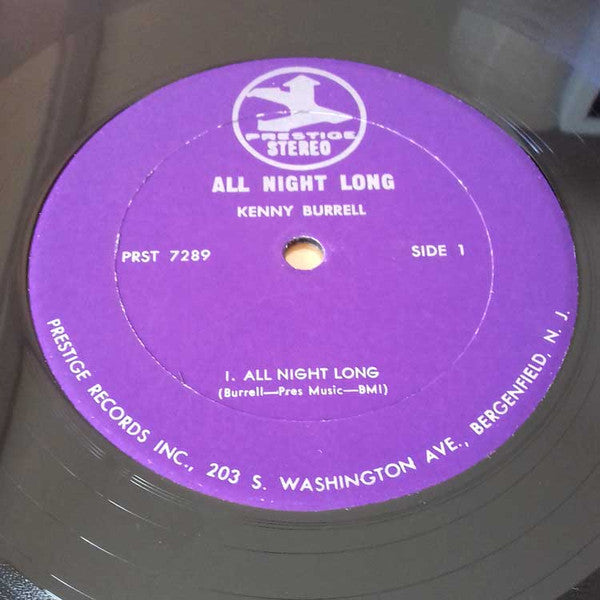 PRESTIGE
STEREO
ALL NIGHT LONG
KENNY BURRELL
PRST 7289
SIDE 1
1. ALL NIGHT LONG
(Burrell—Pres Music—BMI)
PRESTIGE RECORDS INC., 203 S. WASHINGTON AVE., BERGENFIELD, N. J.